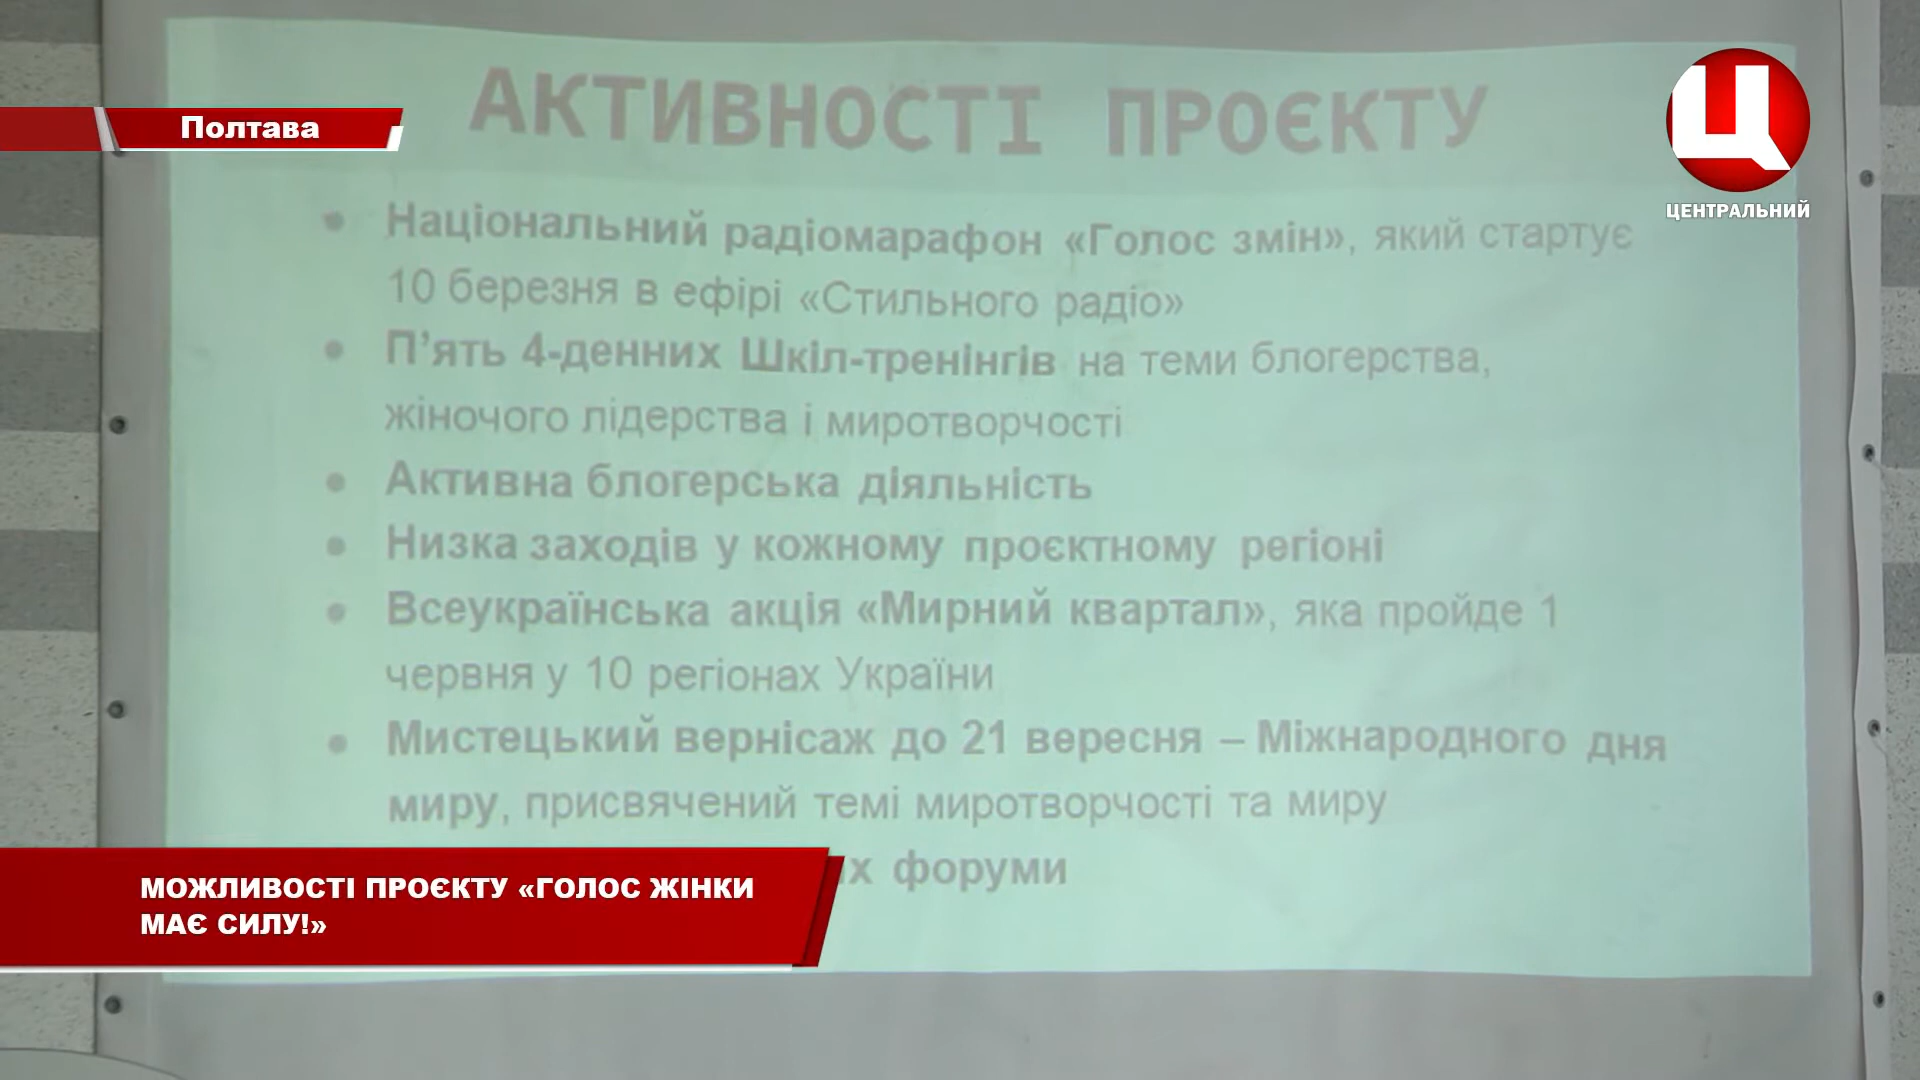 АКТИВНОСТІ ПРОЄКТУ
Полтава
ЦЕНТРАЛЬНИЙ
• Національний радіомарафон «Голос змін», який стартує
10 березня в ефірі «Стильного радіо»
• П’ять 4-денних Шкіл-тренінгів на теми блогерства,
жіночого лідерства і миротворчості
• Активна блогерська діяльність
• Низка заходів у кожному проєктному регіоні
• Всеукраїнська акція «Мирний квартал», яка пройде 1
червня у 10 регіонах України
• Мистецький вернісаж до 21 вересня – Міжнародного дня
миру, присвячений темі миротворчості та миру
форуми
МОЖЛИВОСТІ ПРОЄКТУ «ГОЛОС ЖІНКИ
МАЄ СИЛУ!»